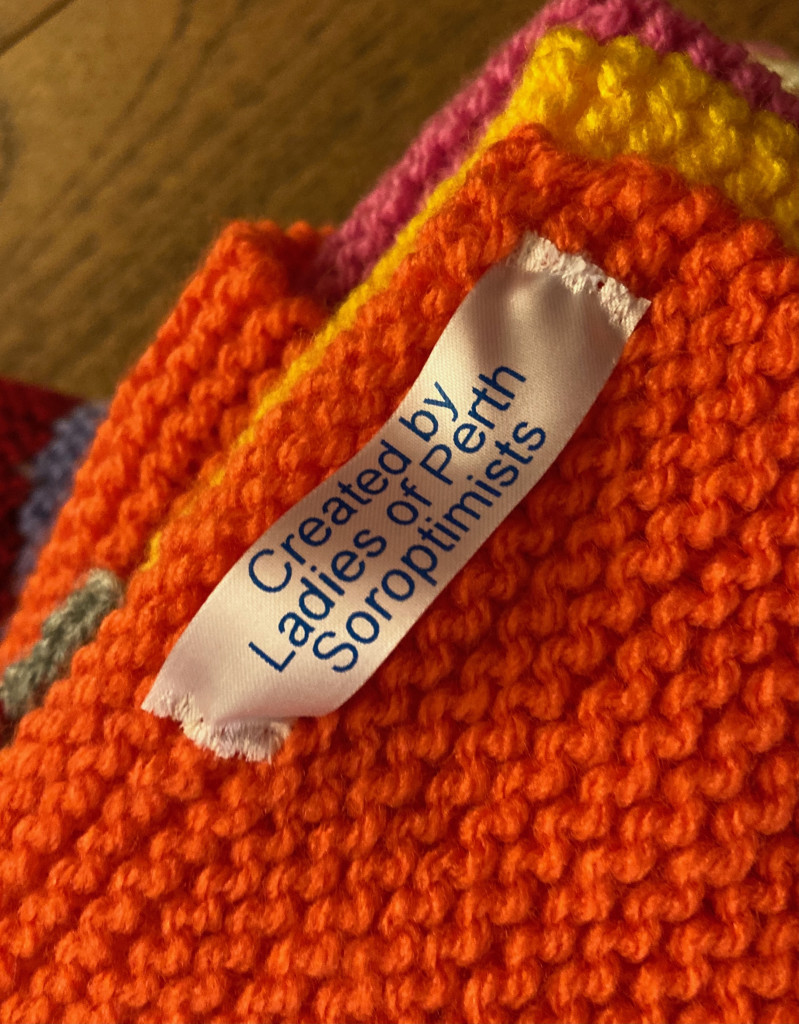 Created by
Ladies of Perth
Soroptimists